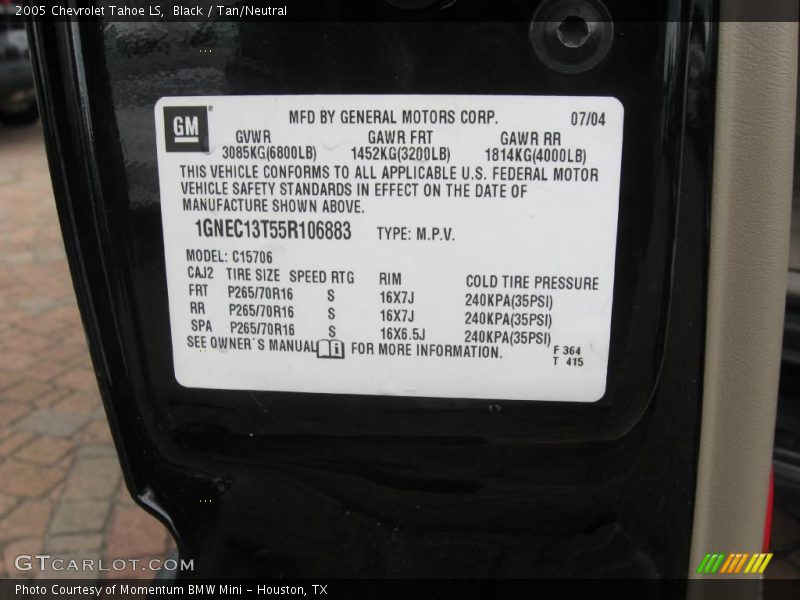 2005 Chevrolet Tahoe LS, Black / Tan/Neutral
GM
MFD BY GENERAL MOTORS CORP. 07/04
GVWR GAWR FRT GAWR RR
3085KG(6800LB) 1452KG(3200LB) 1814KG(4000LB)
THIS VEHICLE CONFORMS TO ALL APPLICABLE U.S. FEDERAL MOTOR
VEHICLE SAFETY STANDARDS IN EFFECT ON THE DATE OF
MANUFACTURE SHOWN ABOVE.
1GNEC13T55R106883 TYPE: M.P.V.
MODEL: C15706
CAJ2 TIRE SIZE SPEED RTG RIM COLD TIRE PRESSURE
FRT P265/70R16 S 16X7J 240KPA(35PSI)
RR P265/70R16 S 16X7J 240KPA(35PSI)
SPA P265/70R16 S 16X6.5J 240KPA(35PSI)
SEE OWNER'S MANUAL FOR MORE INFORMATION.
F 364
T 415
GTCARLOT.COM
Photo Courtesy of Momentum BMW Mini - Houston, TX